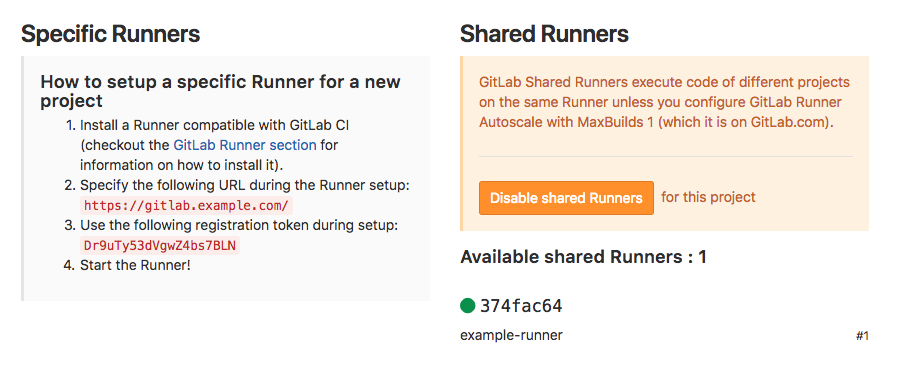 Specific Runners
How to setup a specific Runner for a new
project
1. Install a Runner compatible with GitLab CI
(checkout the GitLab Runner section for
information on how to install it).
2. Specify the following URL during the Runner setup:
https://gitlab.example.com/
3. Use the following registration token during setup:
Dr9uTy53dVgwZ4bs7BLN
4. Start the Runner!
Shared Runners
GitLab Shared Runners execute code of different projects
on the same Runner unless you configure GitLab Runner
Autoscale with MaxBuilds 1 (which it is on GitLab.com).
Disable shared Runners for this project
Available shared Runners : 1
374fac64
example-runner #1